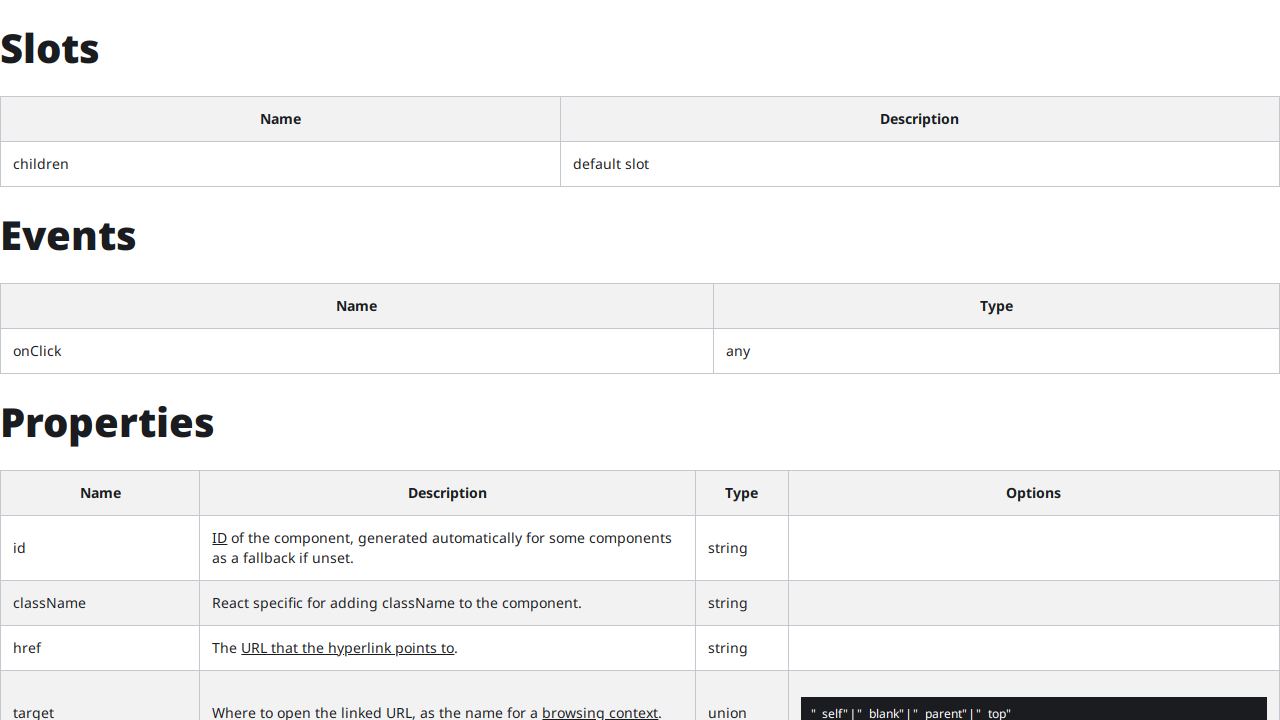 Slots
Name Description
children default slot
Events
Name Type
onClick any
Properties
Name Description Type Options
id ID of the component, generated automatically for some components as a fallback if unset. string
className React specific for adding className to the component. string
href The URL that the hyperlink points to. string
target Where to open the linked URL, as the name for a browsing context. union "_self"|"_blank"|"_parent"|"_top"